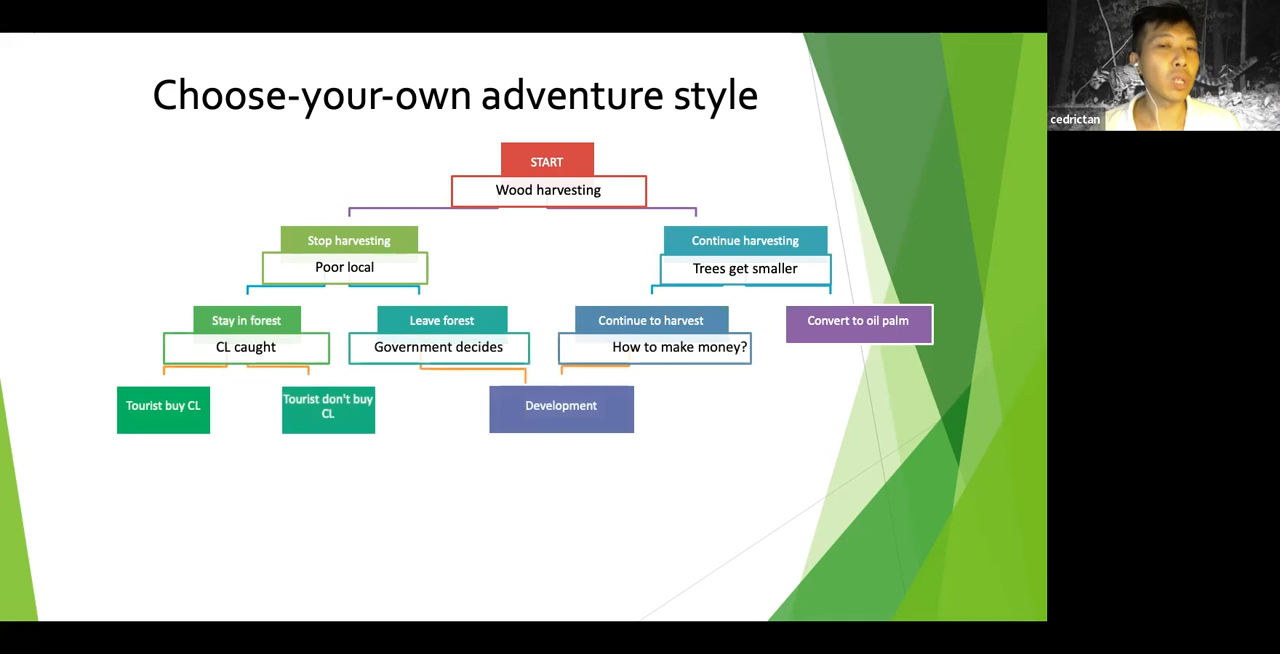 Choose-your-own adventure style
cedrictan
START
Wood harvesting
Stop harvesting
Continue harvesting
Poor local
Trees get smaller
Stay in forest
Leave forest
Continue to harvest
Convert to oil palm
CL caught
Government decides
How to make money?
Tourist buy CL
Tourist don't buy
CL
Development